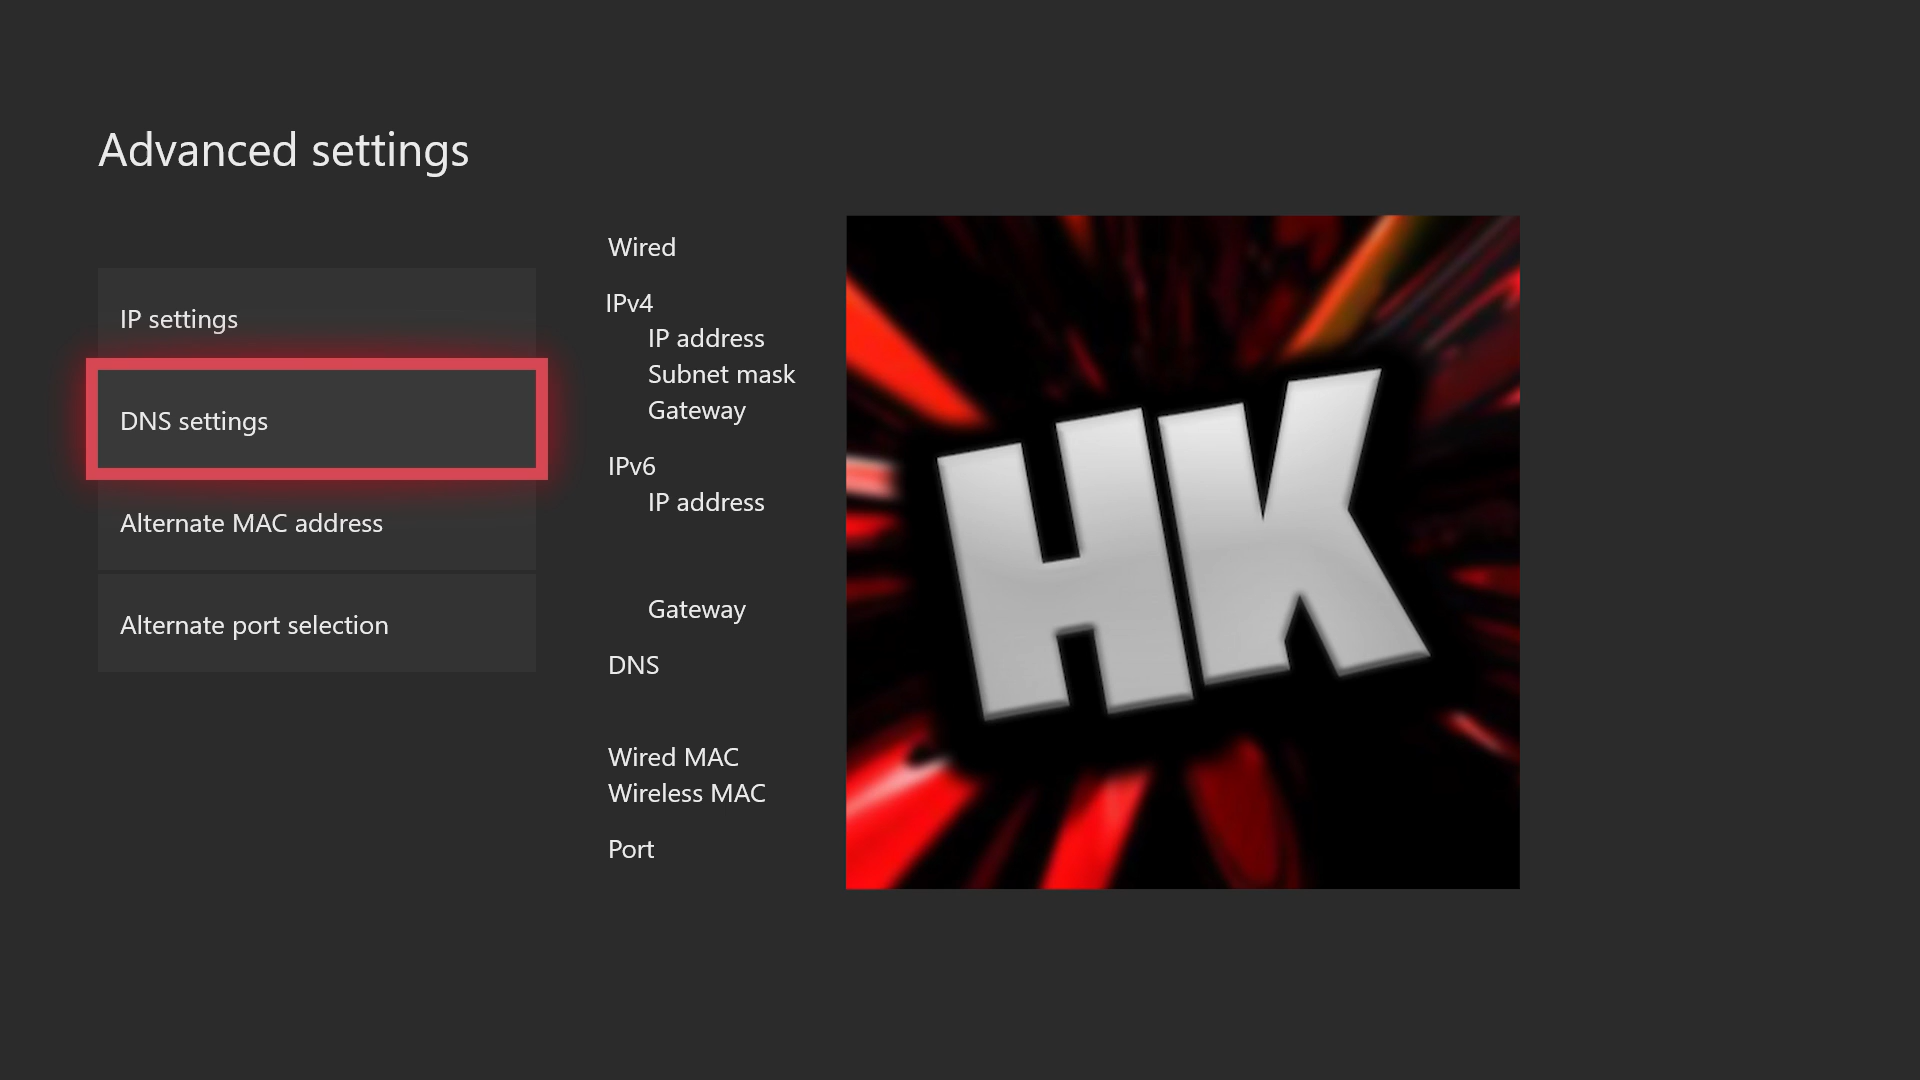 Advanced settings
IP settings
DNS settings
Alternate MAC address
Alternate port selection
Wired
IPv4
IP address
Subnet mask
Gateway
IPv6
IP address
Gateway
DNS
Wired MAC
Wireless MAC
Port
HK